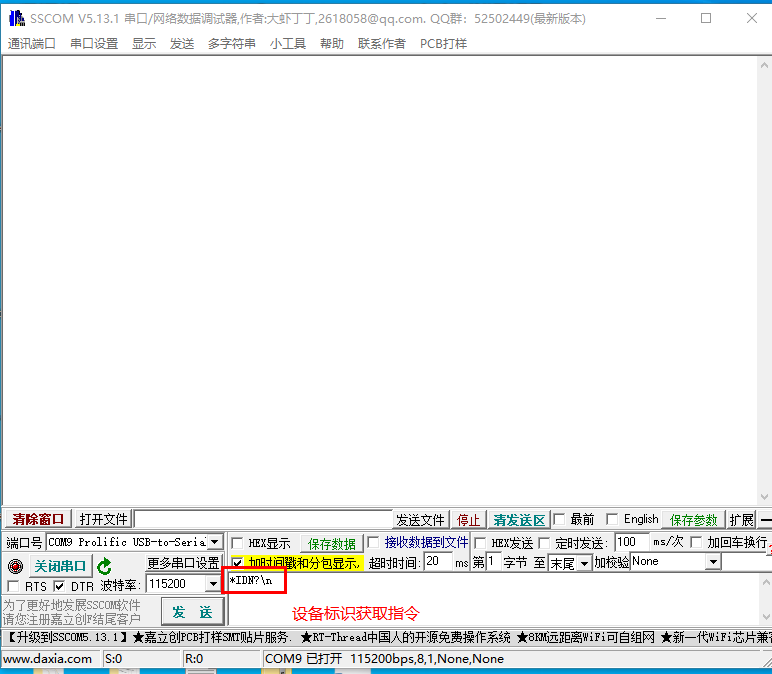 SSCOM V5.13.1 串口/网络数据调试器,作者:大虾丁丁,2618058@qq.com. QQ群: 52502449(最新版本)
通讯端口 串口设置 显示 发送 多字符串 小工具 帮助 联系作者 PCB打样
清除窗口 打开文件 发送文件 停止 清发送区 最前 English 保存参数 扩展
端口号 COM9 Prolific USB-to-Seria HEX显示 保存数据 接收数据到文件 HEX发送 定时发送: 100 ms/次 加回车换行
关闭串口 更多串口设置 加时间戳和分包显示, 超时时间: 20 ms 第 1 字节 至 末尾 加校验 None
RTS DTR 波特率: 115200 *IDN?\n
为了更好地发展SSCOM软件
请您注册嘉立创F结尾客户
发 送
设备标识获取指令
【升级到SSCOM5.13.1】★嘉立创PCB打样SMT贴片服务. ★RT-Thread中国人的开源免费操作系统 ★8KM远距离WiFi可自组网 ★新一代WiFi芯片兼
www.daxia.com S:0 R:0 COM9 已打开 115200bps,8,1,None,None